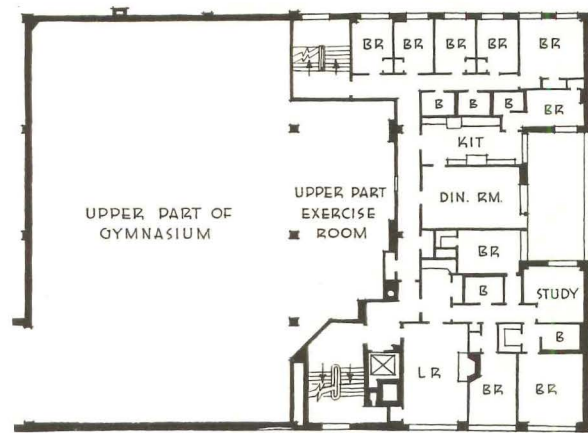 BR
BR
BR
BR
BR
B
B
B
BR
KIT
UPPER PART OF
GYMNASIUM
UPPER PART
EXERCISE
ROOM
DIN. RM.
BR
B
STUDY
B
LR
BR
BR